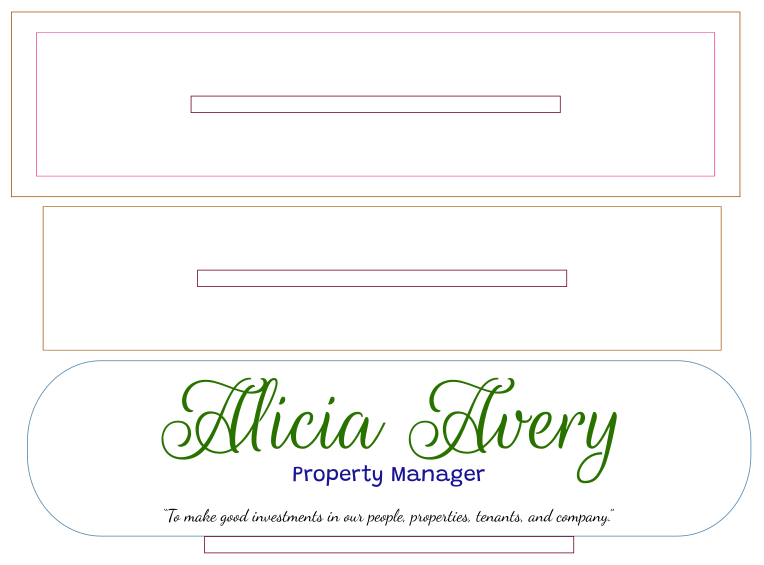 Alicia Avery
Property Manager
“To make good investments in our people, properties, tenants, and company.”